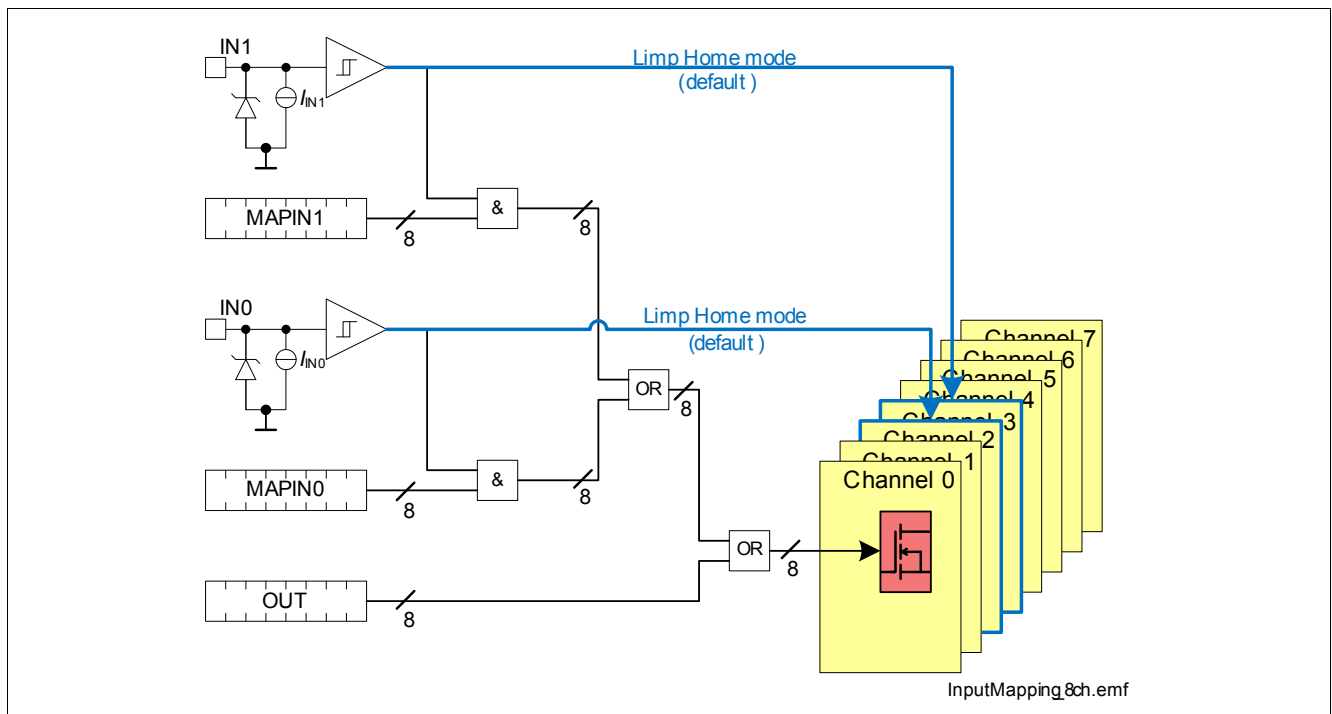 IN1
Limp Home mode
(default )
IIN1
MAPIN1
8
&
8
IN0
Limp Home mode
(default )
IIN0
Channel 7
Channel 6
Channel 5
Channel 4
Channel 3
Channel 2
Channel 1
Channel 0
OR
8
MAPIN0
8
&
8
OR
8
OUT
8
InputMapping_8ch.emf